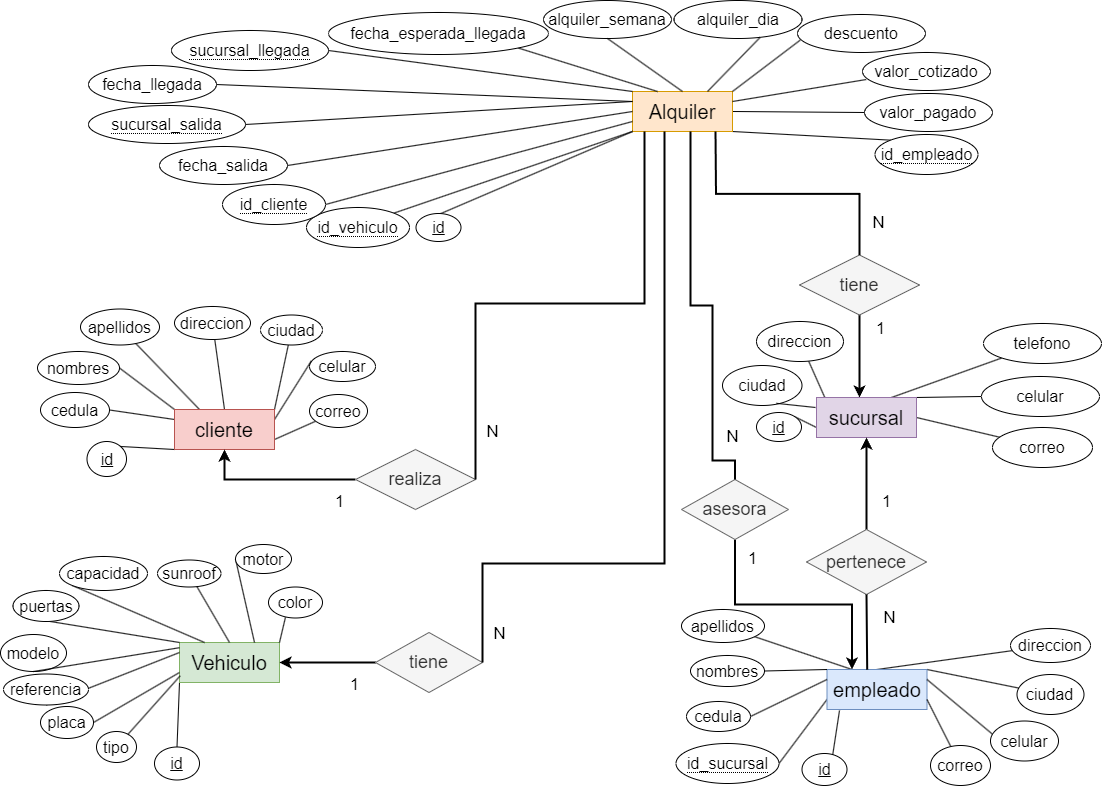 alquiler_semana
alquiler_dia
fecha_esperada_llegada
descuento
sucursal_llegada
valor_cotizado
fecha_llegada
Alquiler
valor_pagado
sucursal_salida
id_empleado
fecha_salida
id_cliente
id_vehiculo
id
N
tiene
1
apellidos
direccion
ciudad
nombres
celular
cedula
correo
cliente
id
N
realiza
1
direccion
telefono
ciudad
celular
id
sucursal
correo
N
asesora
1
1
pertenece
N
motor
capacidad
sunroof
color
puertas
modelo
Vehiculo
referencia
placa
tipo
id
N
tiene
1
apellidos
direccion
nombres
empleado
ciudad
cedula
celular
id_sucursal
id
correo